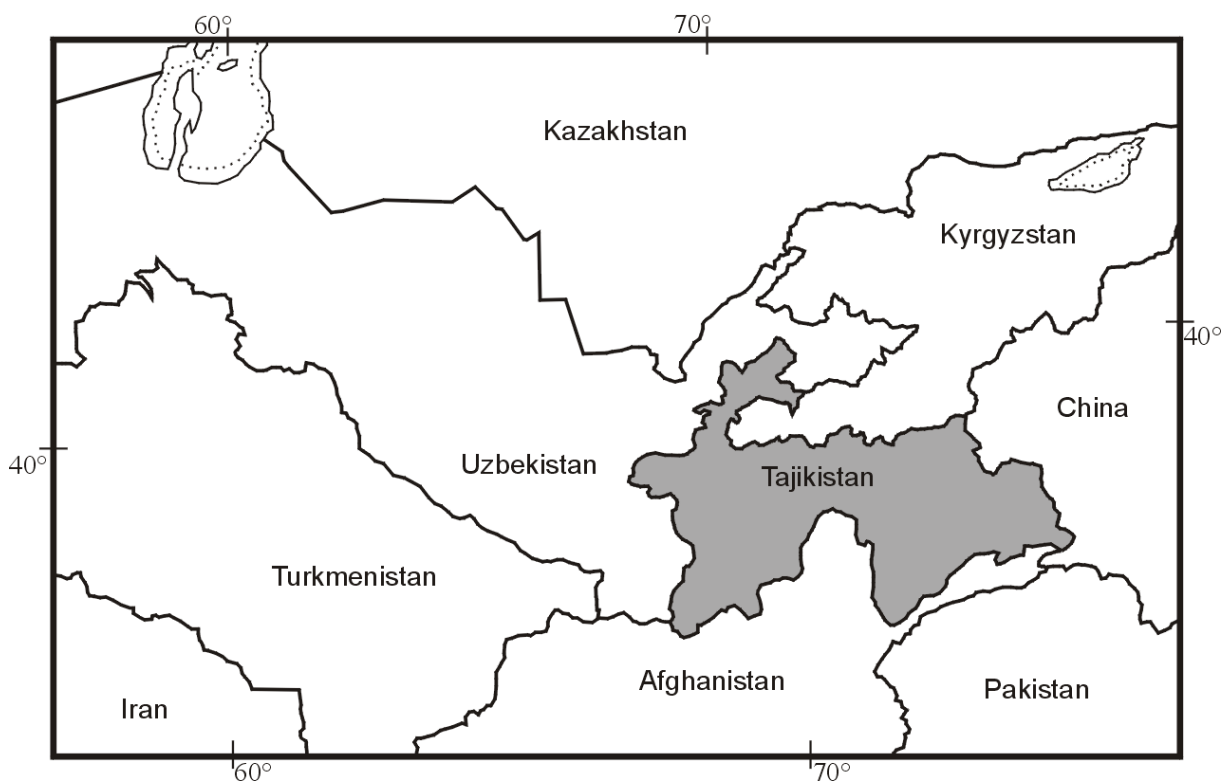 60°
70°
Kazakhstan
Kyrgyzstan
40°
China
40°
Uzbekistan
Tajikistan
Turkmenistan
Afghanistan
Pakistan
Iran
60°
70°